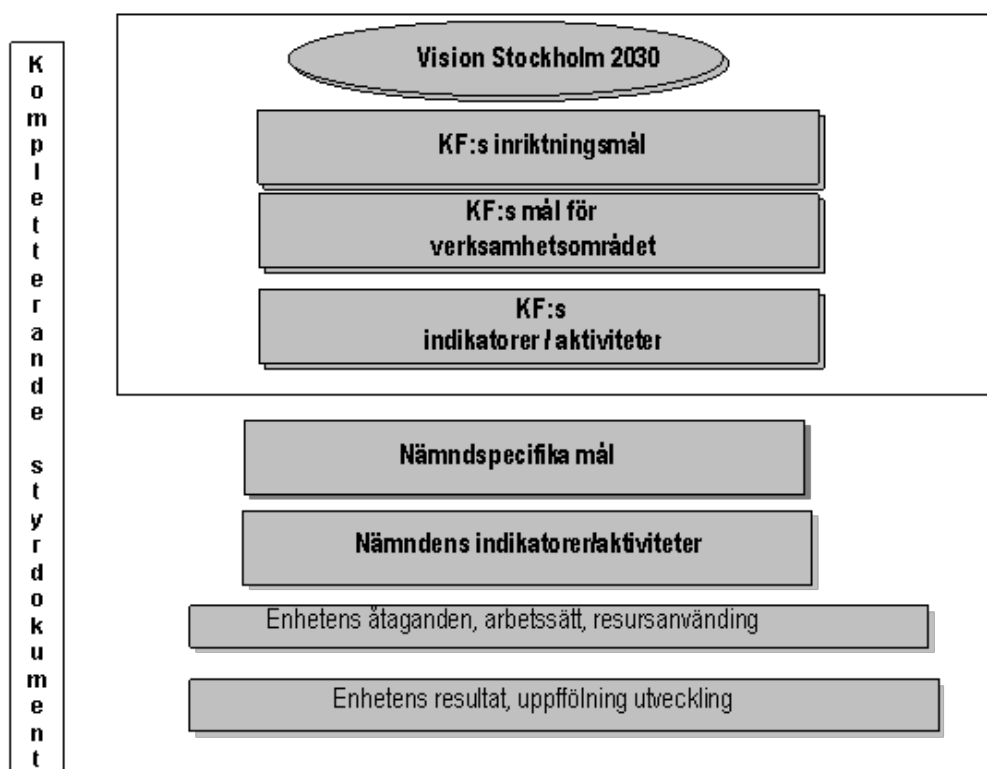 Kompletterande styrdokument
Vision Stockholm 2030
KF:s inriktningsmål
KF:s mål för
verksamhetsområdet
KF:s
indikatorer / aktiviteter
Nämndspecifika mål
Nämndens indikatorer/aktiviteter
Enhetens åtaganden, arbetssätt, resursanvänding
Enhetens resultat, uppffölning utveckling